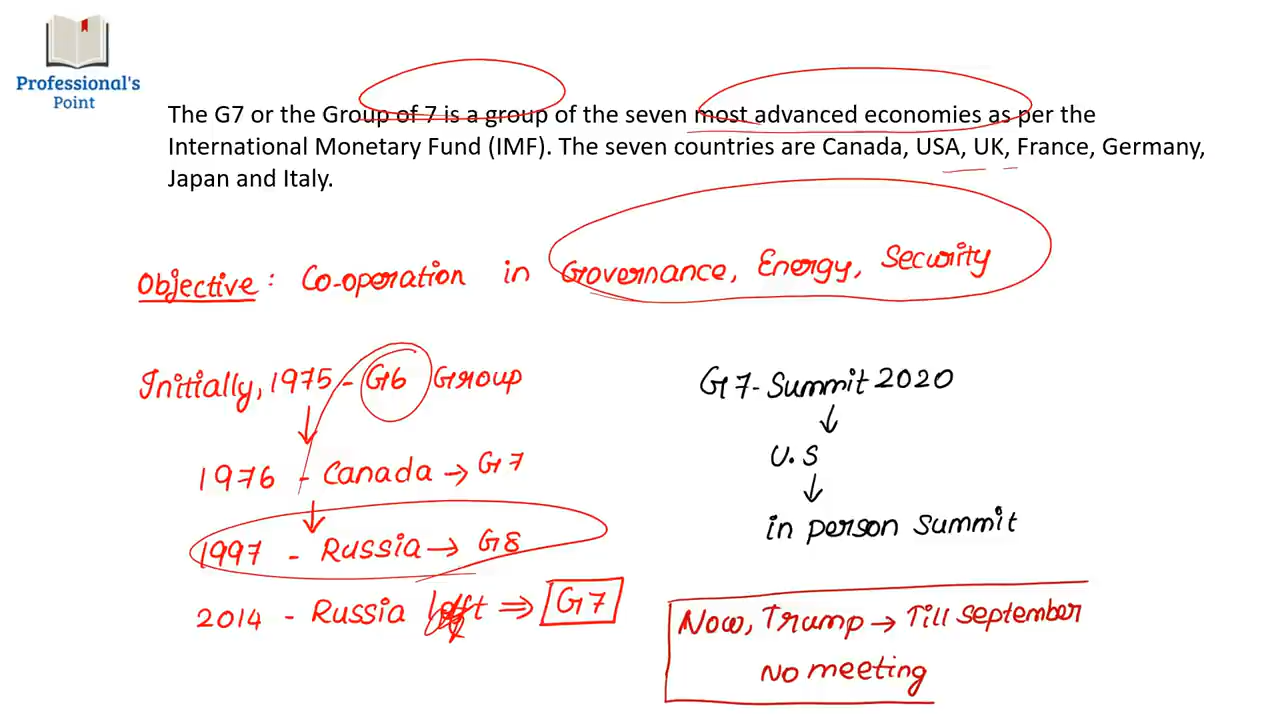 Professional's
Point
The G7 or the Group of 7 is a group of the seven most advanced economies as per the
International Monetary Fund (IMF). The seven countries are Canada, USA, UK, France, Germany,
Japan and Italy.
Objective: Co-operation in Governance, Energy, Security
Initially, 1975 - G6 Group
1976 - Canada → G7
1997 - Russia → G8
2014 - Russia left ⇒ G7
G7 - Summit 2020
↓
U.S
↓
in person Summit
Now, Trump → Till September
No meeting